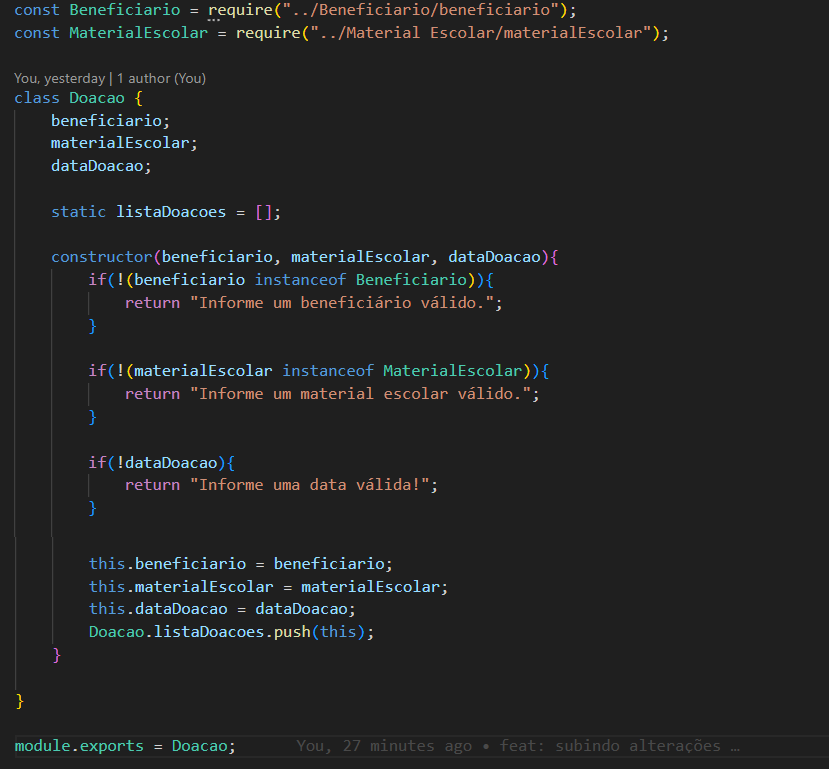 const Beneficiario = require("../Beneficiario/beneficiario");
const MaterialEscolar = require("../Material Escolar/materialEscolar");
You, yesterday | 1 author (You)
class Doacao {
beneficiario;
materialEscolar;
dataDoacao;
static listaDoacoes = [];
constructor(beneficiario, materialEscolar, dataDoacao){
if(!(beneficiario instanceof Beneficiario)){
return "Informe um beneficiário válido.";
}
if(!(materialEscolar instanceof MaterialEscolar)){
return "Informe um material escolar válido.";
}
if(!dataDoacao){
return "Informe uma data válida!";
}
this.beneficiario = beneficiario;
this.materialEscolar = materialEscolar;
this.dataDoacao = dataDoacao;
Doacao.listaDoacoes.push(this);
}
}
module.exports = Doacao; You, 27 minutes ago • feat: subindo alterações …